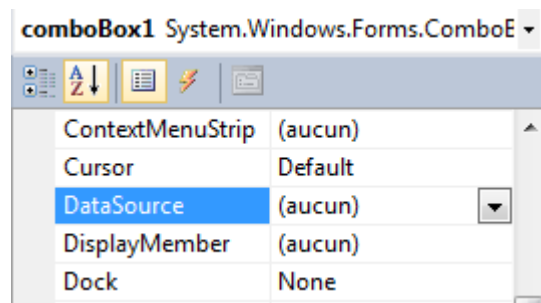 comboBox1 System.Windows.Forms.ComboE
A Z
ContextMenuStrip (aucun)
Cursor Default
DataSource (aucun)
DisplayMember (aucun)
Dock None